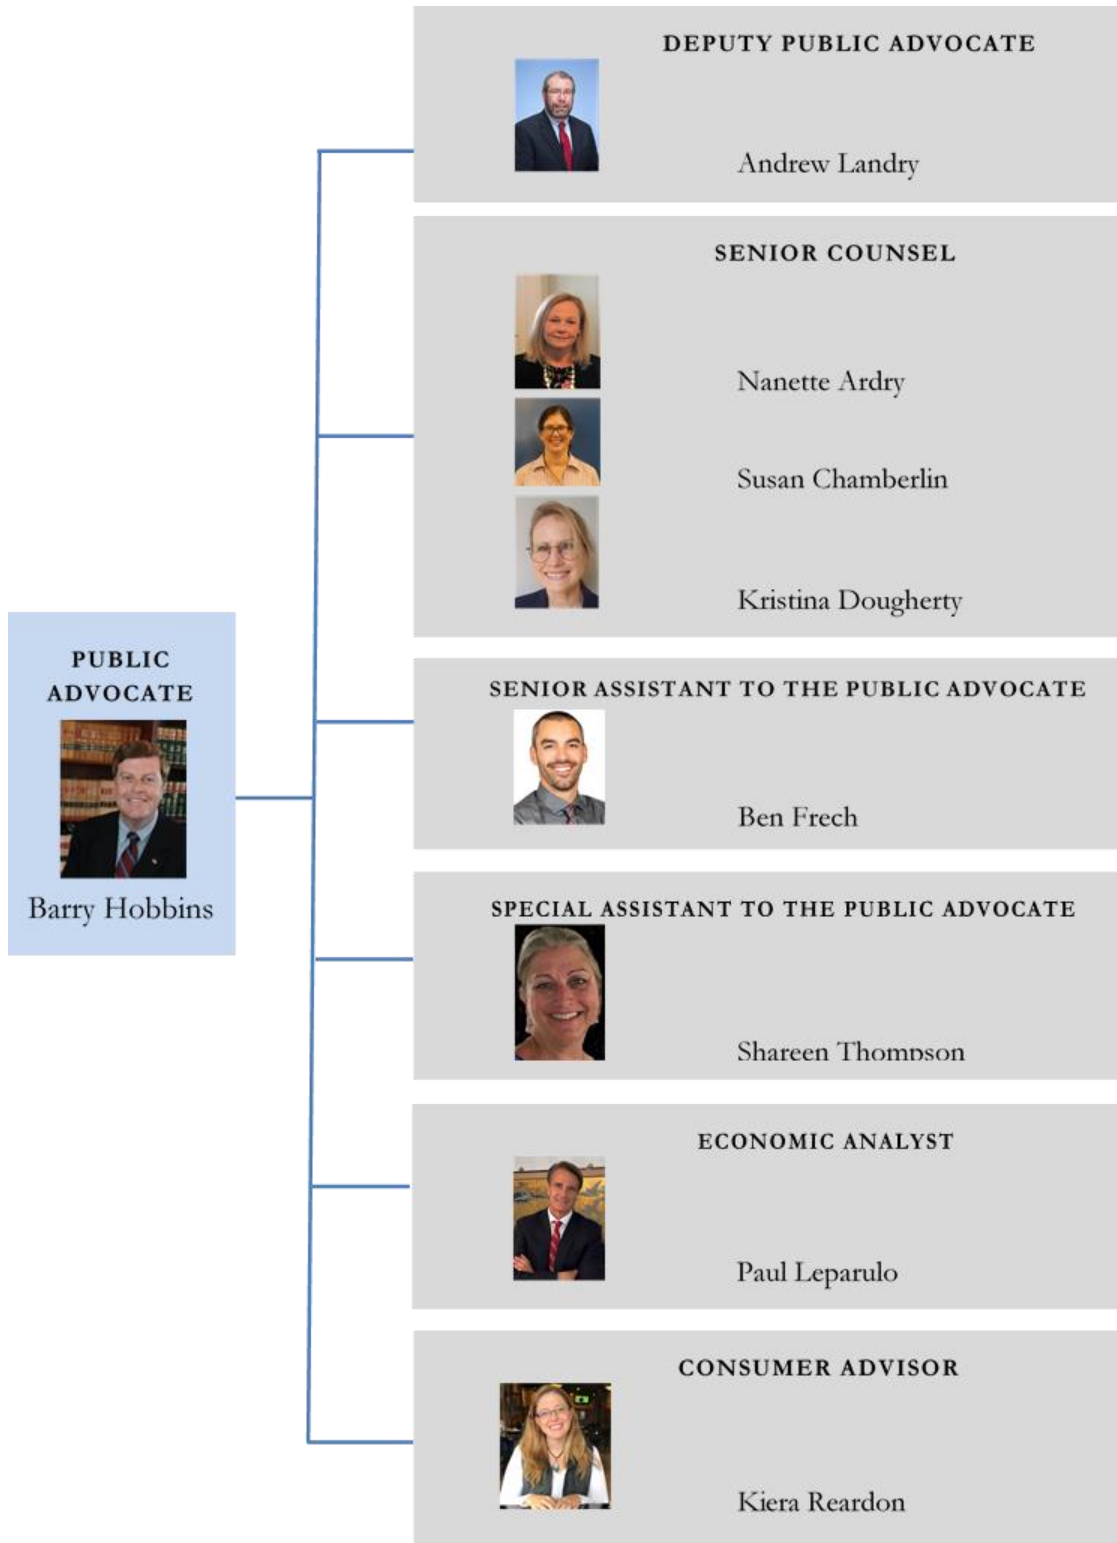 DEPUTY PUBLIC ADVOCATE
Andrew Landry
SENIOR COUNSEL
Nanette Ardry
Susan Chamberlin
Kristina Dougherty
PUBLIC
ADVOCATE
Barry Hobbins
SENIOR ASSISTANT TO THE PUBLIC ADVOCATE
Ben Frech
SPECIAL ASSISTANT TO THE PUBLIC ADVOCATE
Shareen Thompson
ECONOMIC ANALYST
Paul Leparulo
CONSUMER ADVISOR
Kiera Reardon